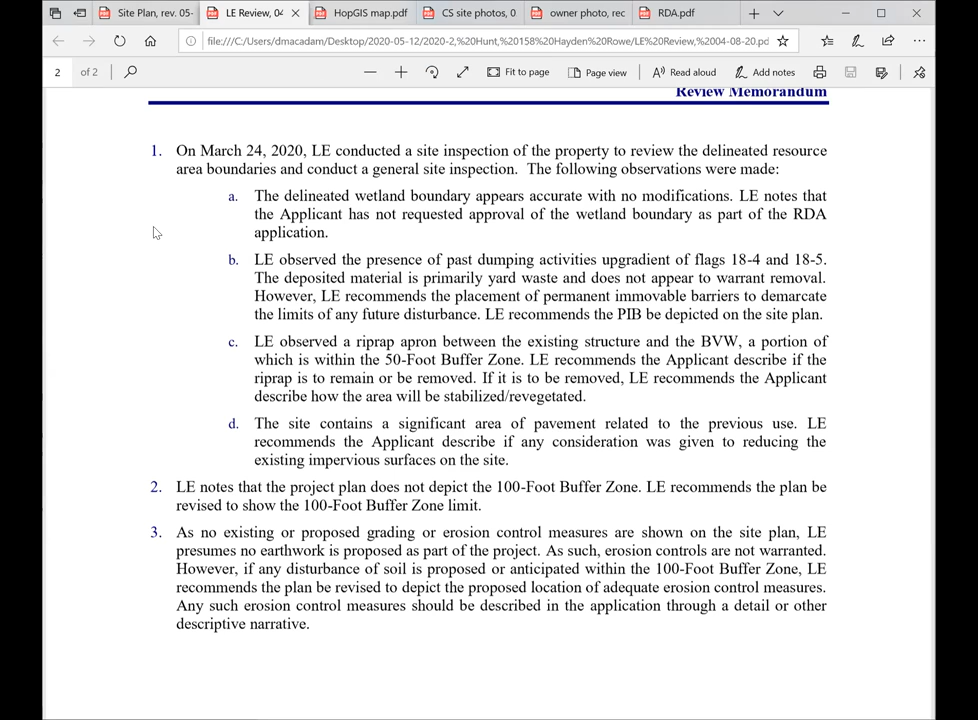 Site Plan, rev. 05- LE Review, 04 HopGIS map.pdf CS site photos, 0 owner photo, rec RDA.pdf
file:///C:/Users/dmacadam/Desktop/2020-05-12/2020-2,%20Hunt,%20158%20Hayden%20Rowe/LE%20Review,%2004-08-20.pd
2 of 2 Fit to page Page view Read aloud Add notes
Review Memorandum
1. On March 24, 2020, LE conducted a site inspection of the property to review the delineated resource
area boundaries and conduct a general site inspection. The following observations were made:
a. The delineated wetland boundary appears accurate with no modifications. LE notes that
the Applicant has not requested approval of the wetland boundary as part of the RDA
application.
b. LE observed the presence of past dumping activities upgradient of flags 18-4 and 18-5.
The deposited material is primarily yard waste and does not appear to warrant removal.
However, LE recommends the placement of permanent immovable barriers to demarcate
the limits of any future disturbance. LE recommends the PIB be depicted on the site plan.
c. LE observed a riprap apron between the existing structure and the BVW, a portion of
which is within the 50-Foot Buffer Zone. LE recommends the Applicant describe if the
riprap is to remain or be removed. If it is to be removed, LE recommends the Applicant
describe how the area will be stabilized/revegetated.
d. The site contains a significant area of pavement related to the previous use. LE
recommends the Applicant describe if any consideration was given to reducing the
existing impervious surfaces on the site.
2. LE notes that the project plan does not depict the 100-Foot Buffer Zone. LE recommends the plan be
revised to show the 100-Foot Buffer Zone limit.
3. As no existing or proposed grading or erosion control measures are shown on the site plan, LE
presumes no earthwork is proposed as part of the project. As such, erosion controls are not warranted.
However, if any disturbance of soil is proposed or anticipated within the 100-Foot Buffer Zone, LE
recommends the plan be revised to depict the proposed location of adequate erosion control measures.
Any such erosion control measures should be described in the application through a detail or other
descriptive narrative.